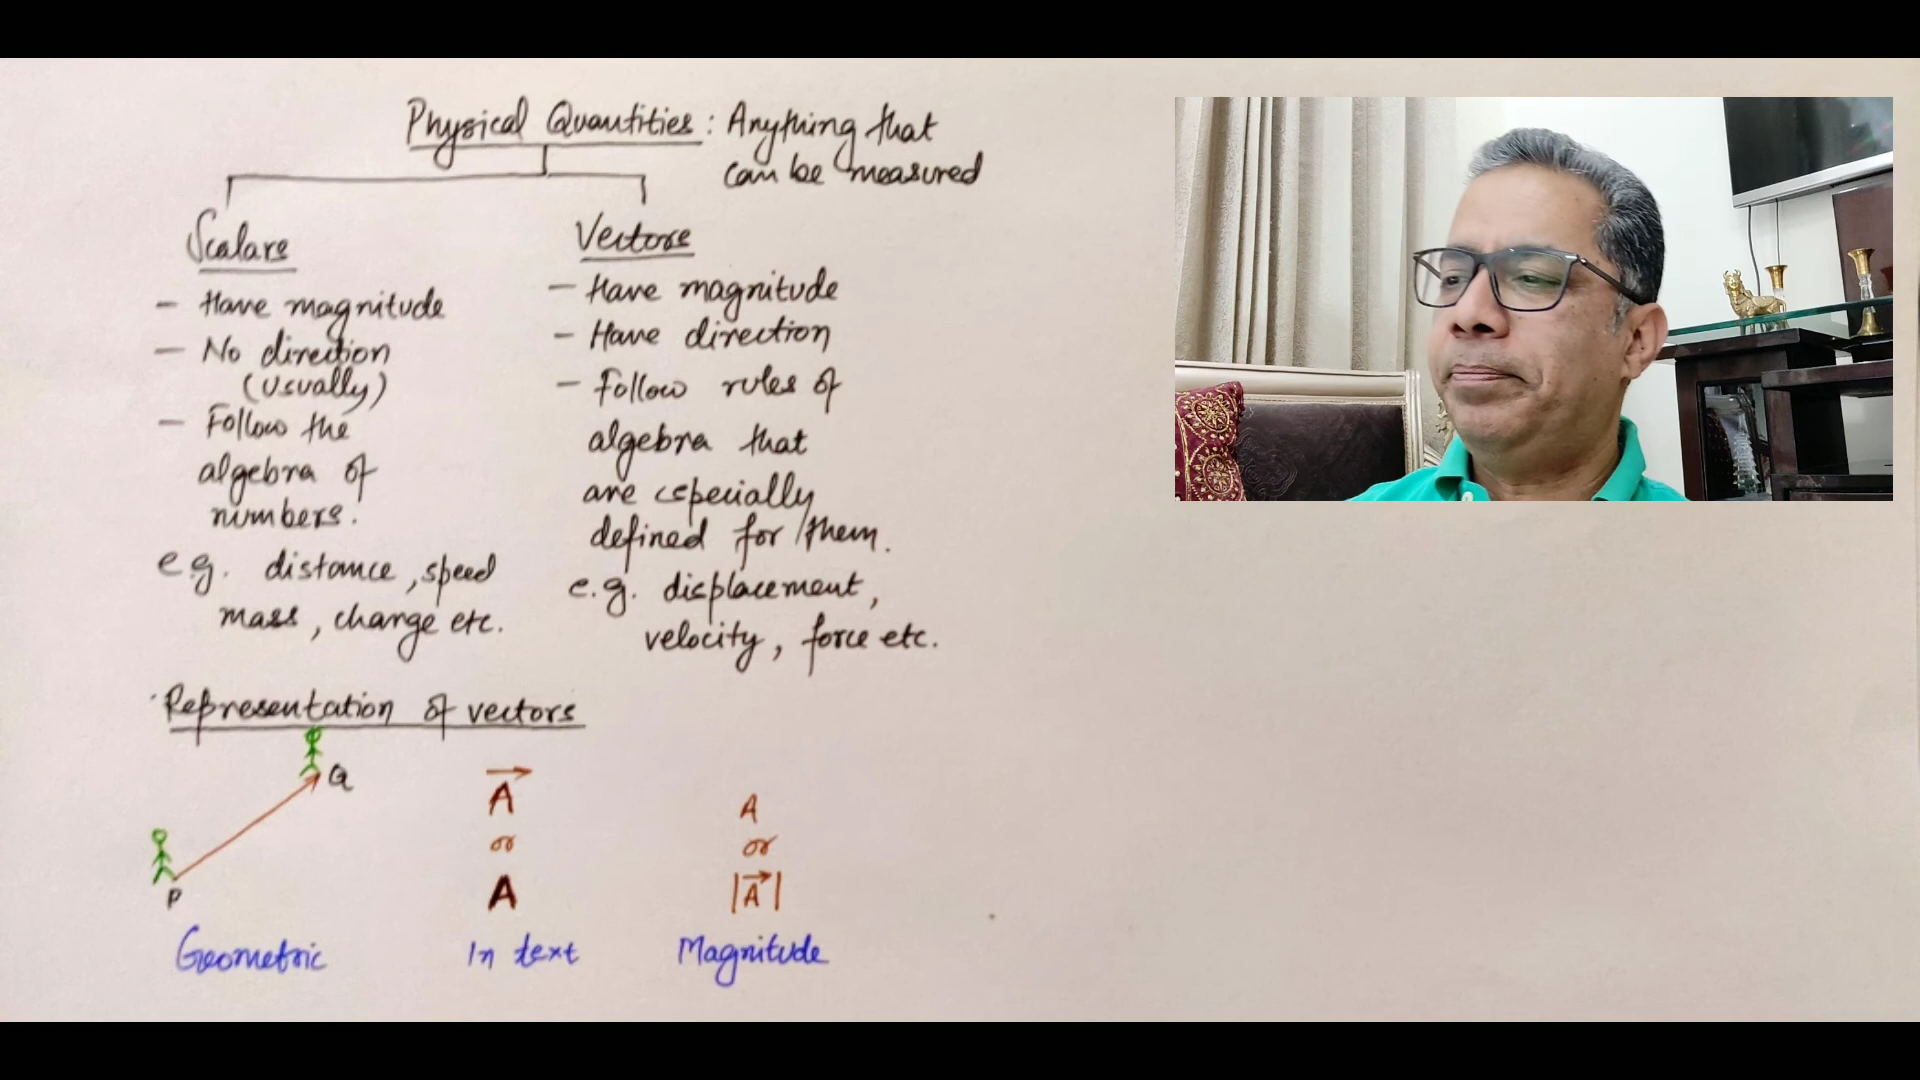 Physical Quantities : Anything that
can be measured
Scalars
- Have magnitude
- No direction
(usually)
- Follow the
algebra of
numbers.
e.g. distance, speed
mass, charge etc.
Vectors
- Have magnitude
- Have direction
- Follow rules of
algebra that
are especially
defined for them.
e.g. displacement,
velocity, force etc.
Representation of vectors
Q
P
Geometric
A⃗
or
A
In text
A
or
|A⃗|
Magnitude